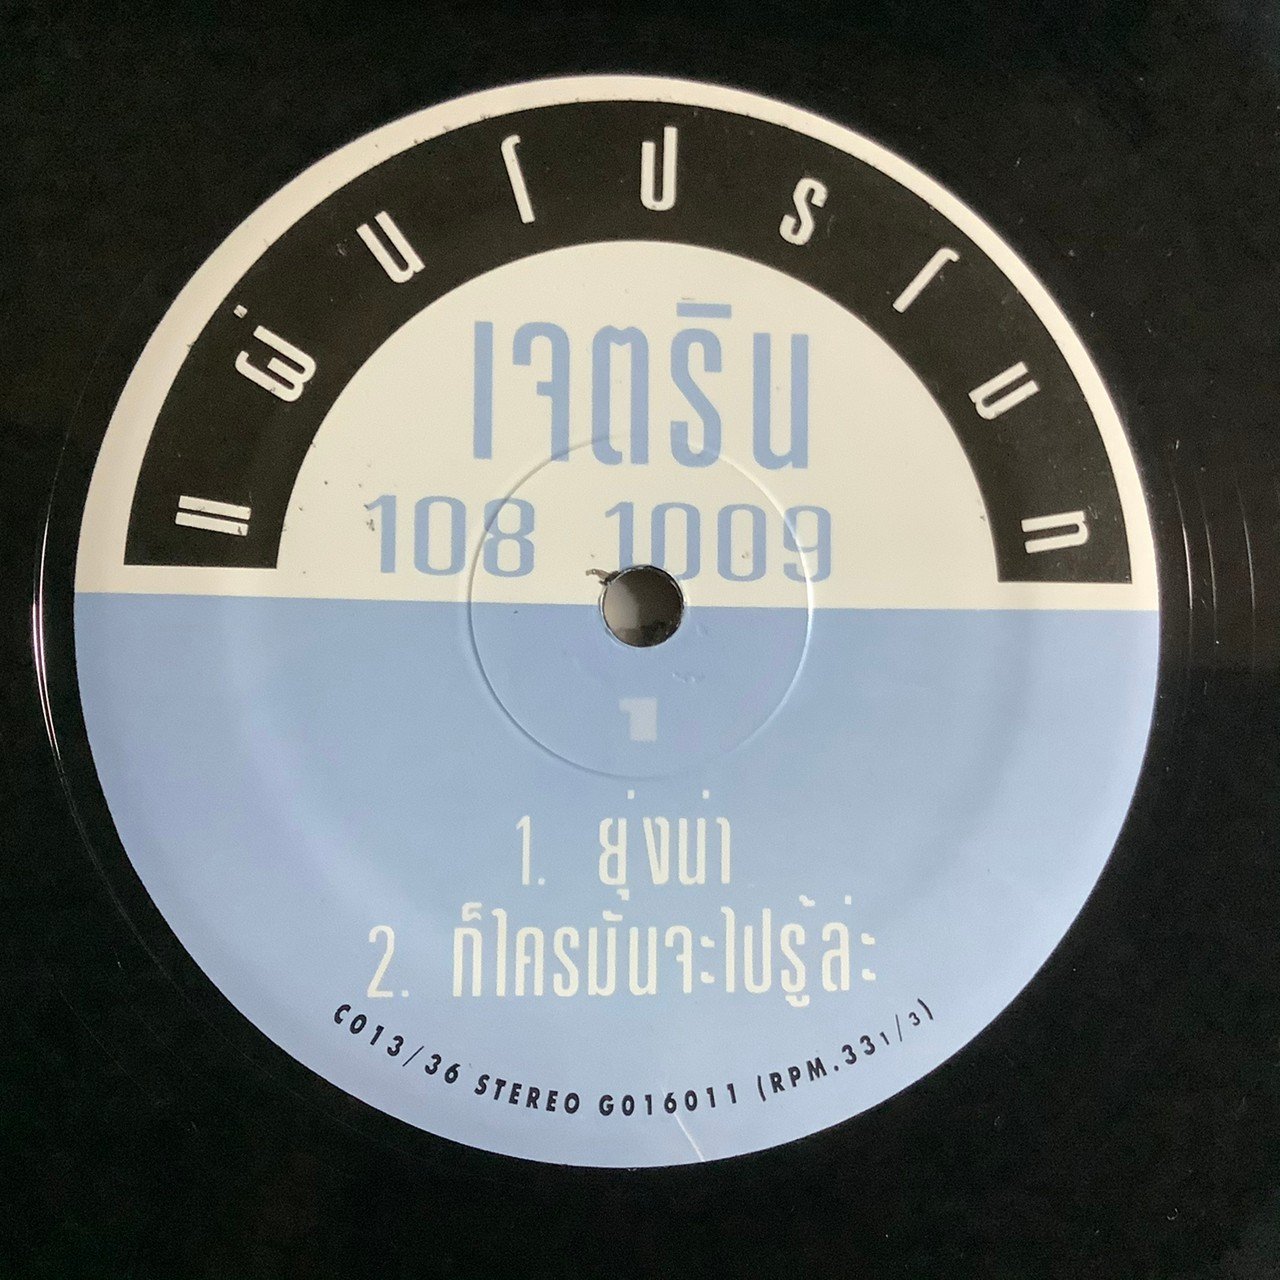 แผ่นโปรโมท
เจตริน
108 1009
1
1. ยุ่งน่า
2. ก็ใครมันจะไปรู้ล่ะ
C013/36 STEREO G016011 (RPM.33 1/3)